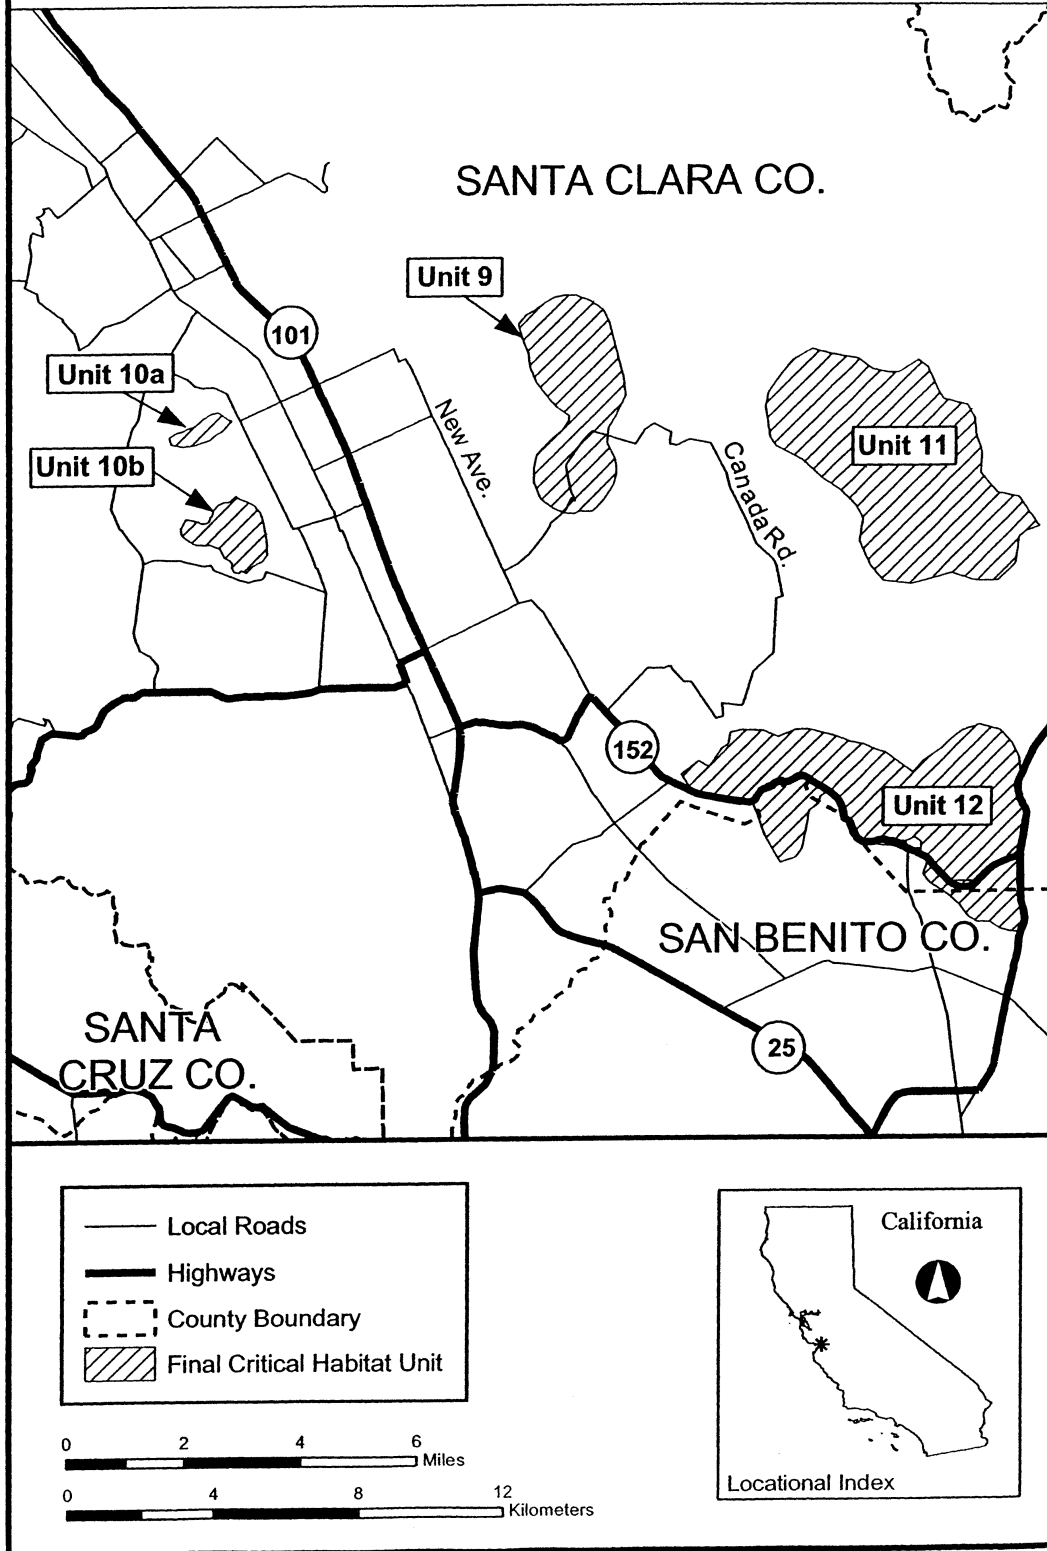 SANTA CLARA CO.
Unit 9
101
Unit 10a
New Ave.
Unit 11
Canada Rd.
Unit 10b
152
Unit 12
SAN BENITO CO.
SANTA
CRUZ CO.
25
Local Roads
Highways
County Boundary
Final Critical Habitat Unit
0 2 4 6
Miles
0 4 8 12
Kilometers
California
Locational Index